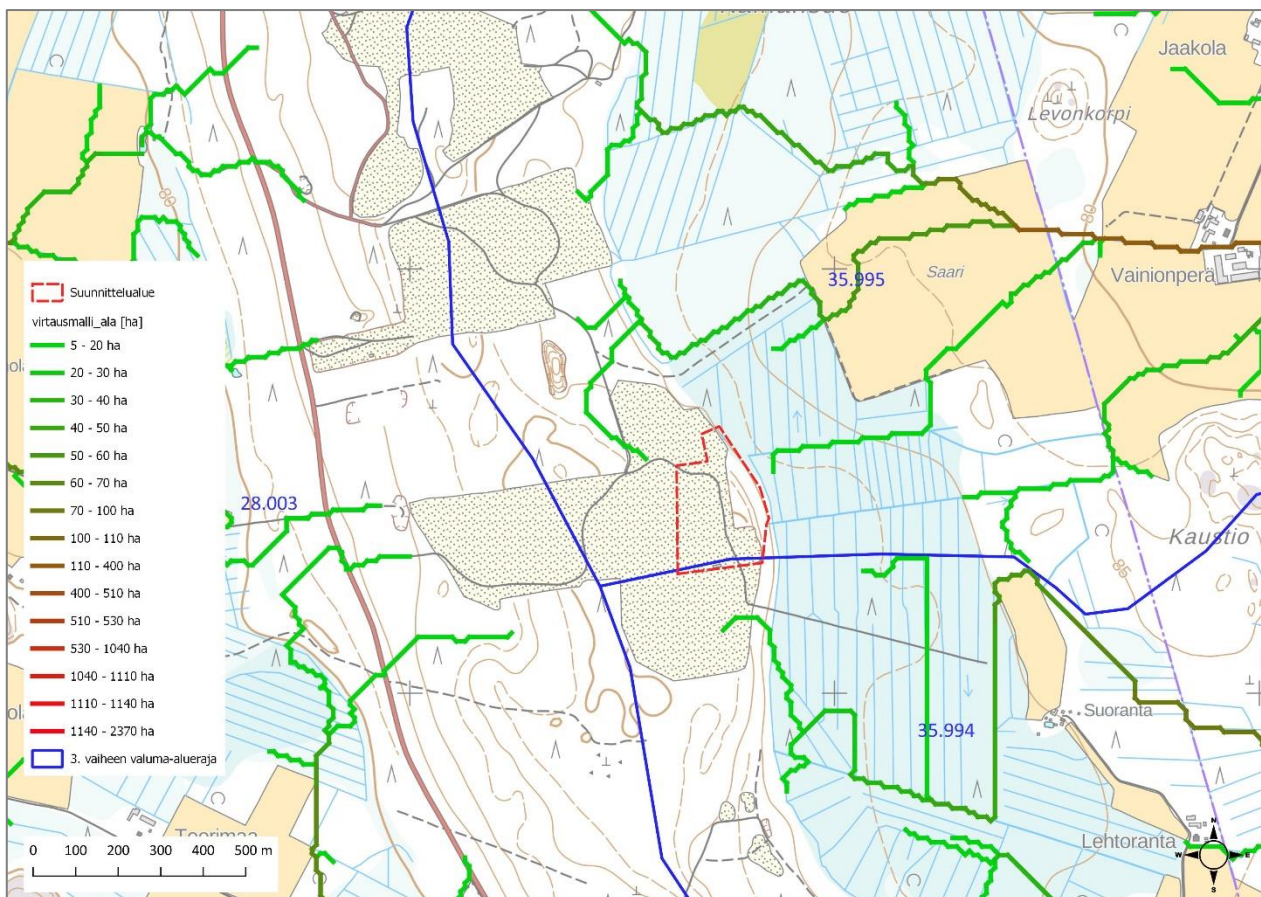 Jaakola
Levonkorpi
Saari
35.995
Vainionperä
Suunnittelualue
virtausmalli_ala [ha]
5 - 20 ha
20 - 30 ha
30 - 40 ha
40 - 50 ha
50 - 60 ha
60 - 70 ha
70 - 100 ha
100 - 110 ha
110 - 400 ha
400 - 510 ha
510 - 530 ha
530 - 1040 ha
1040 - 1110 ha
1110 - 1140 ha
1140 - 2370 ha
3. vaiheen valuma-alueraja
80
80
28.003
Kaustio
85
Suoranta
35.994
Lehtoranta
0 100 200 300 400 500 m
N
W E
S